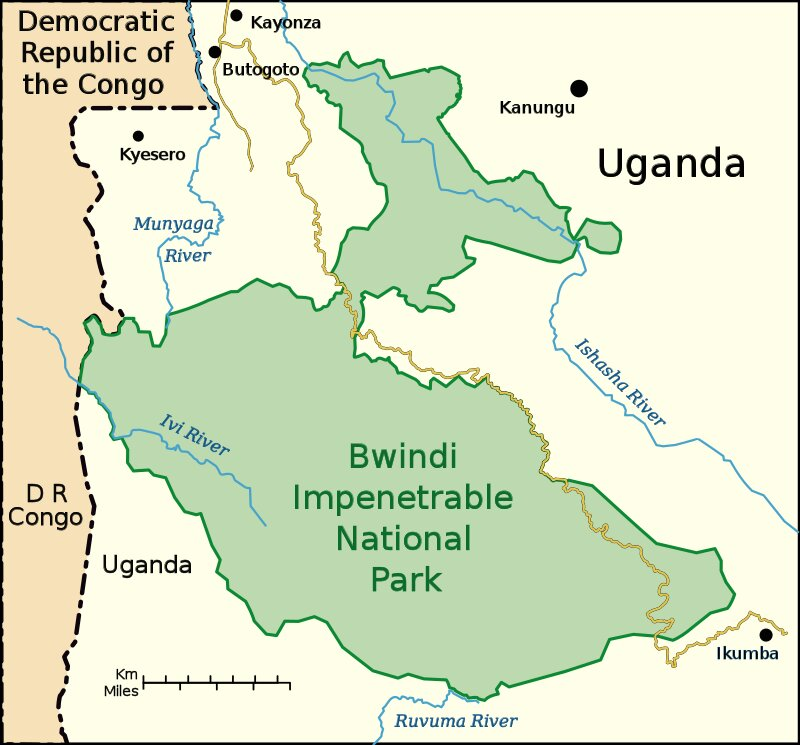 Democratic
Republic of
the Congo
Kayonza
Butogoto
Kanungu
Kyesero
Uganda
Munyaga
River
Ishasha River
Ivi River
Bwindi
Impenetrable
National
Park
D R
Congo
Uganda
Ikumba
Km
Miles
Ruvuma River